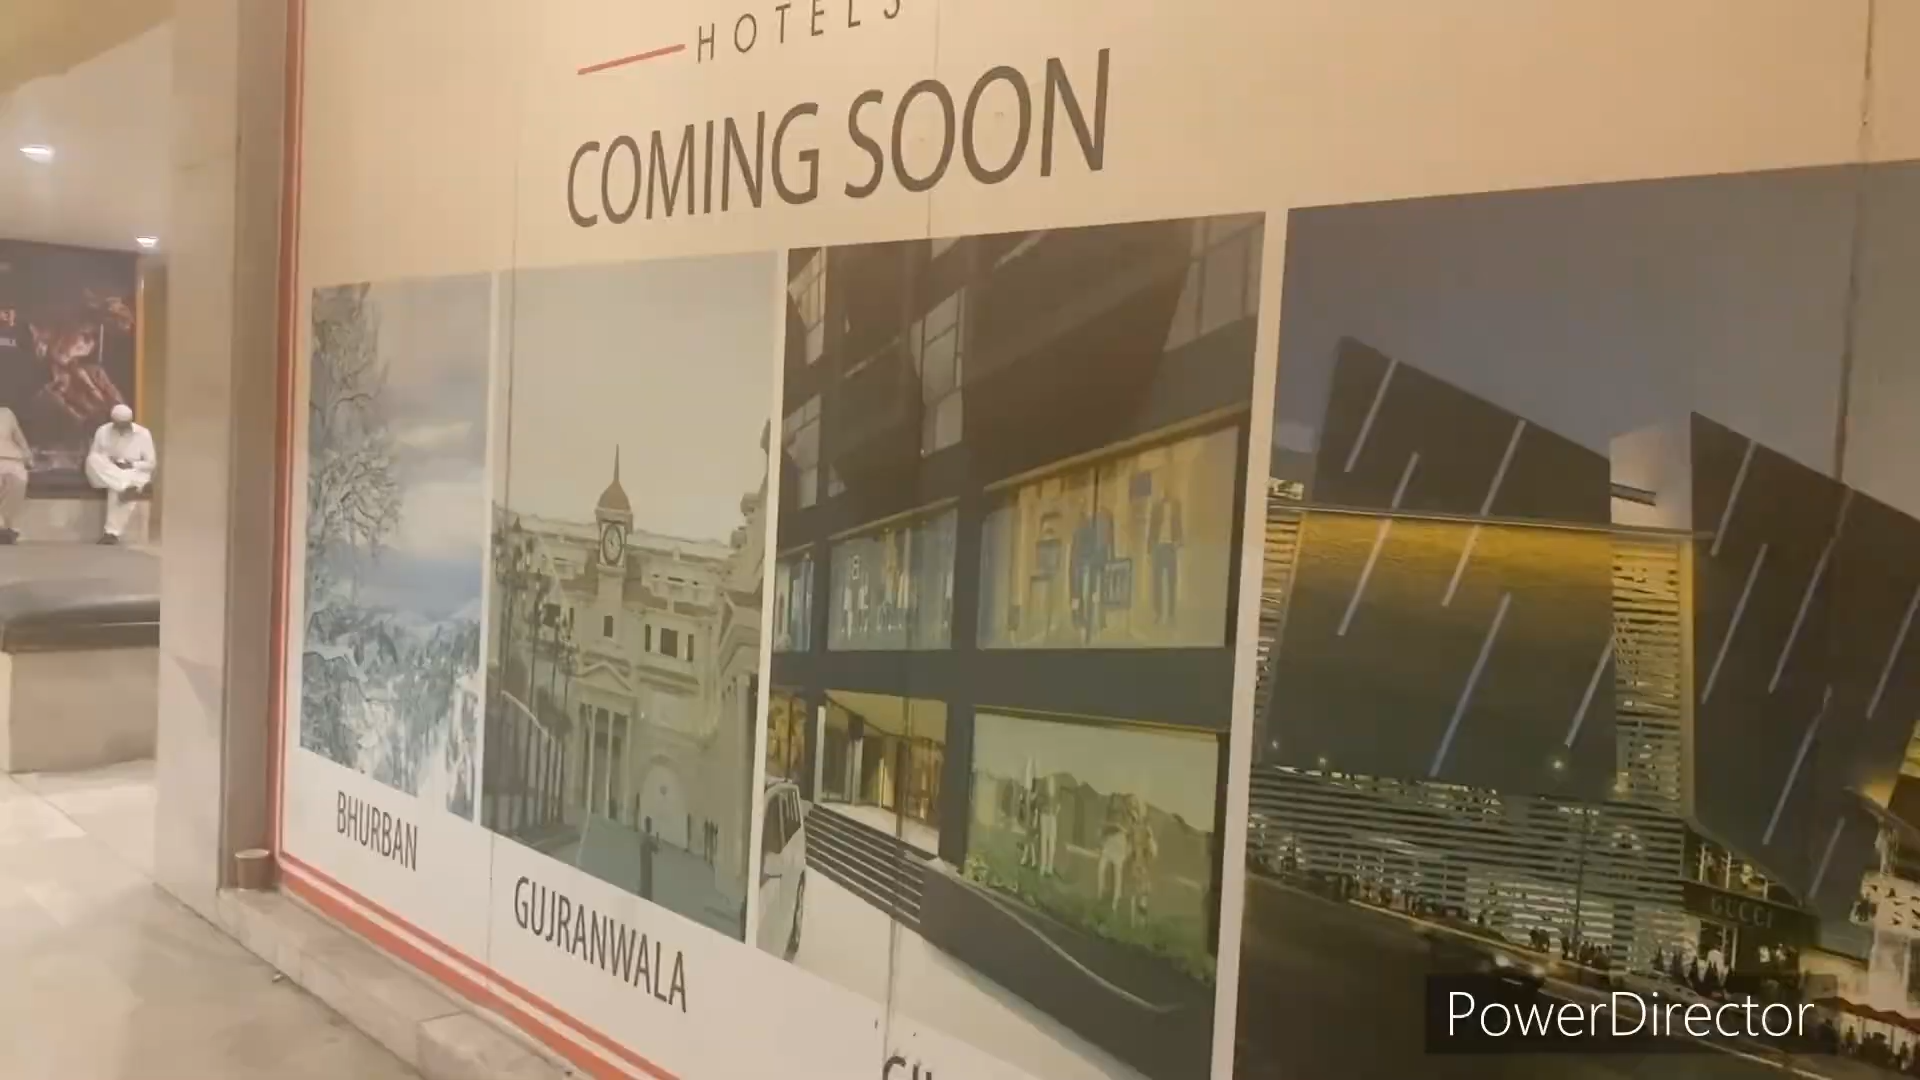 HOTELS
COMING SOON
BHURBAN
GUJRANWALA
GUCCI
PowerDirector